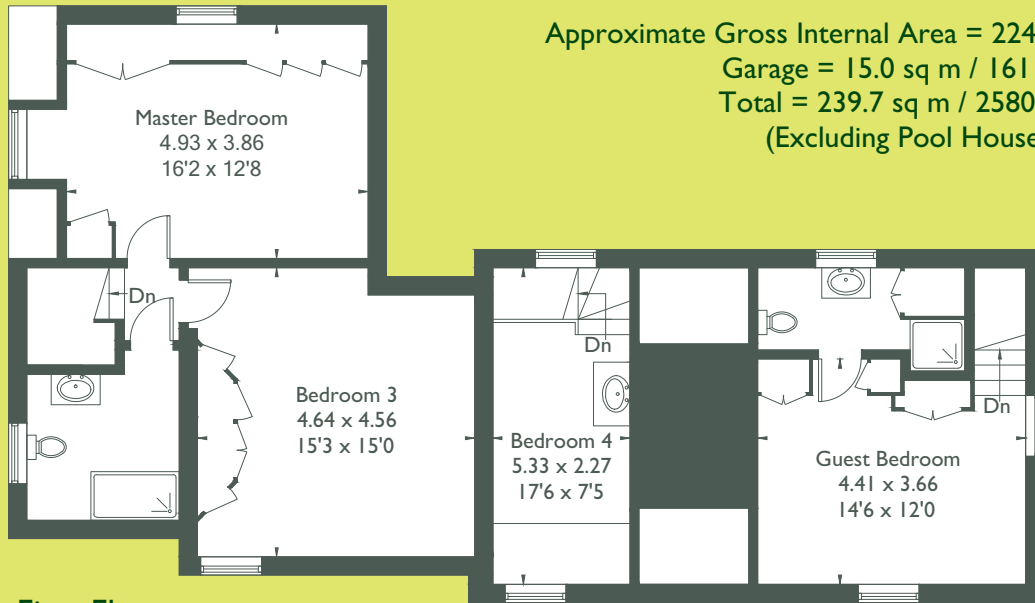 Approximate Gross Internal Area = 224
Garage = 15.0 sq m / 161
Total = 239.7 sq m / 2580
(Excluding Pool House
Master Bedroom
4.93 x 3.86
16'2 x 12'8
Dn
Bedroom 3
4.64 x 4.56
15'3 x 15'0
Dn
Bedroom 4
5.33 x 2.27
17'6 x 7'5
Dn
Guest Bedroom
4.41 x 3.66
14'6 x 12'0